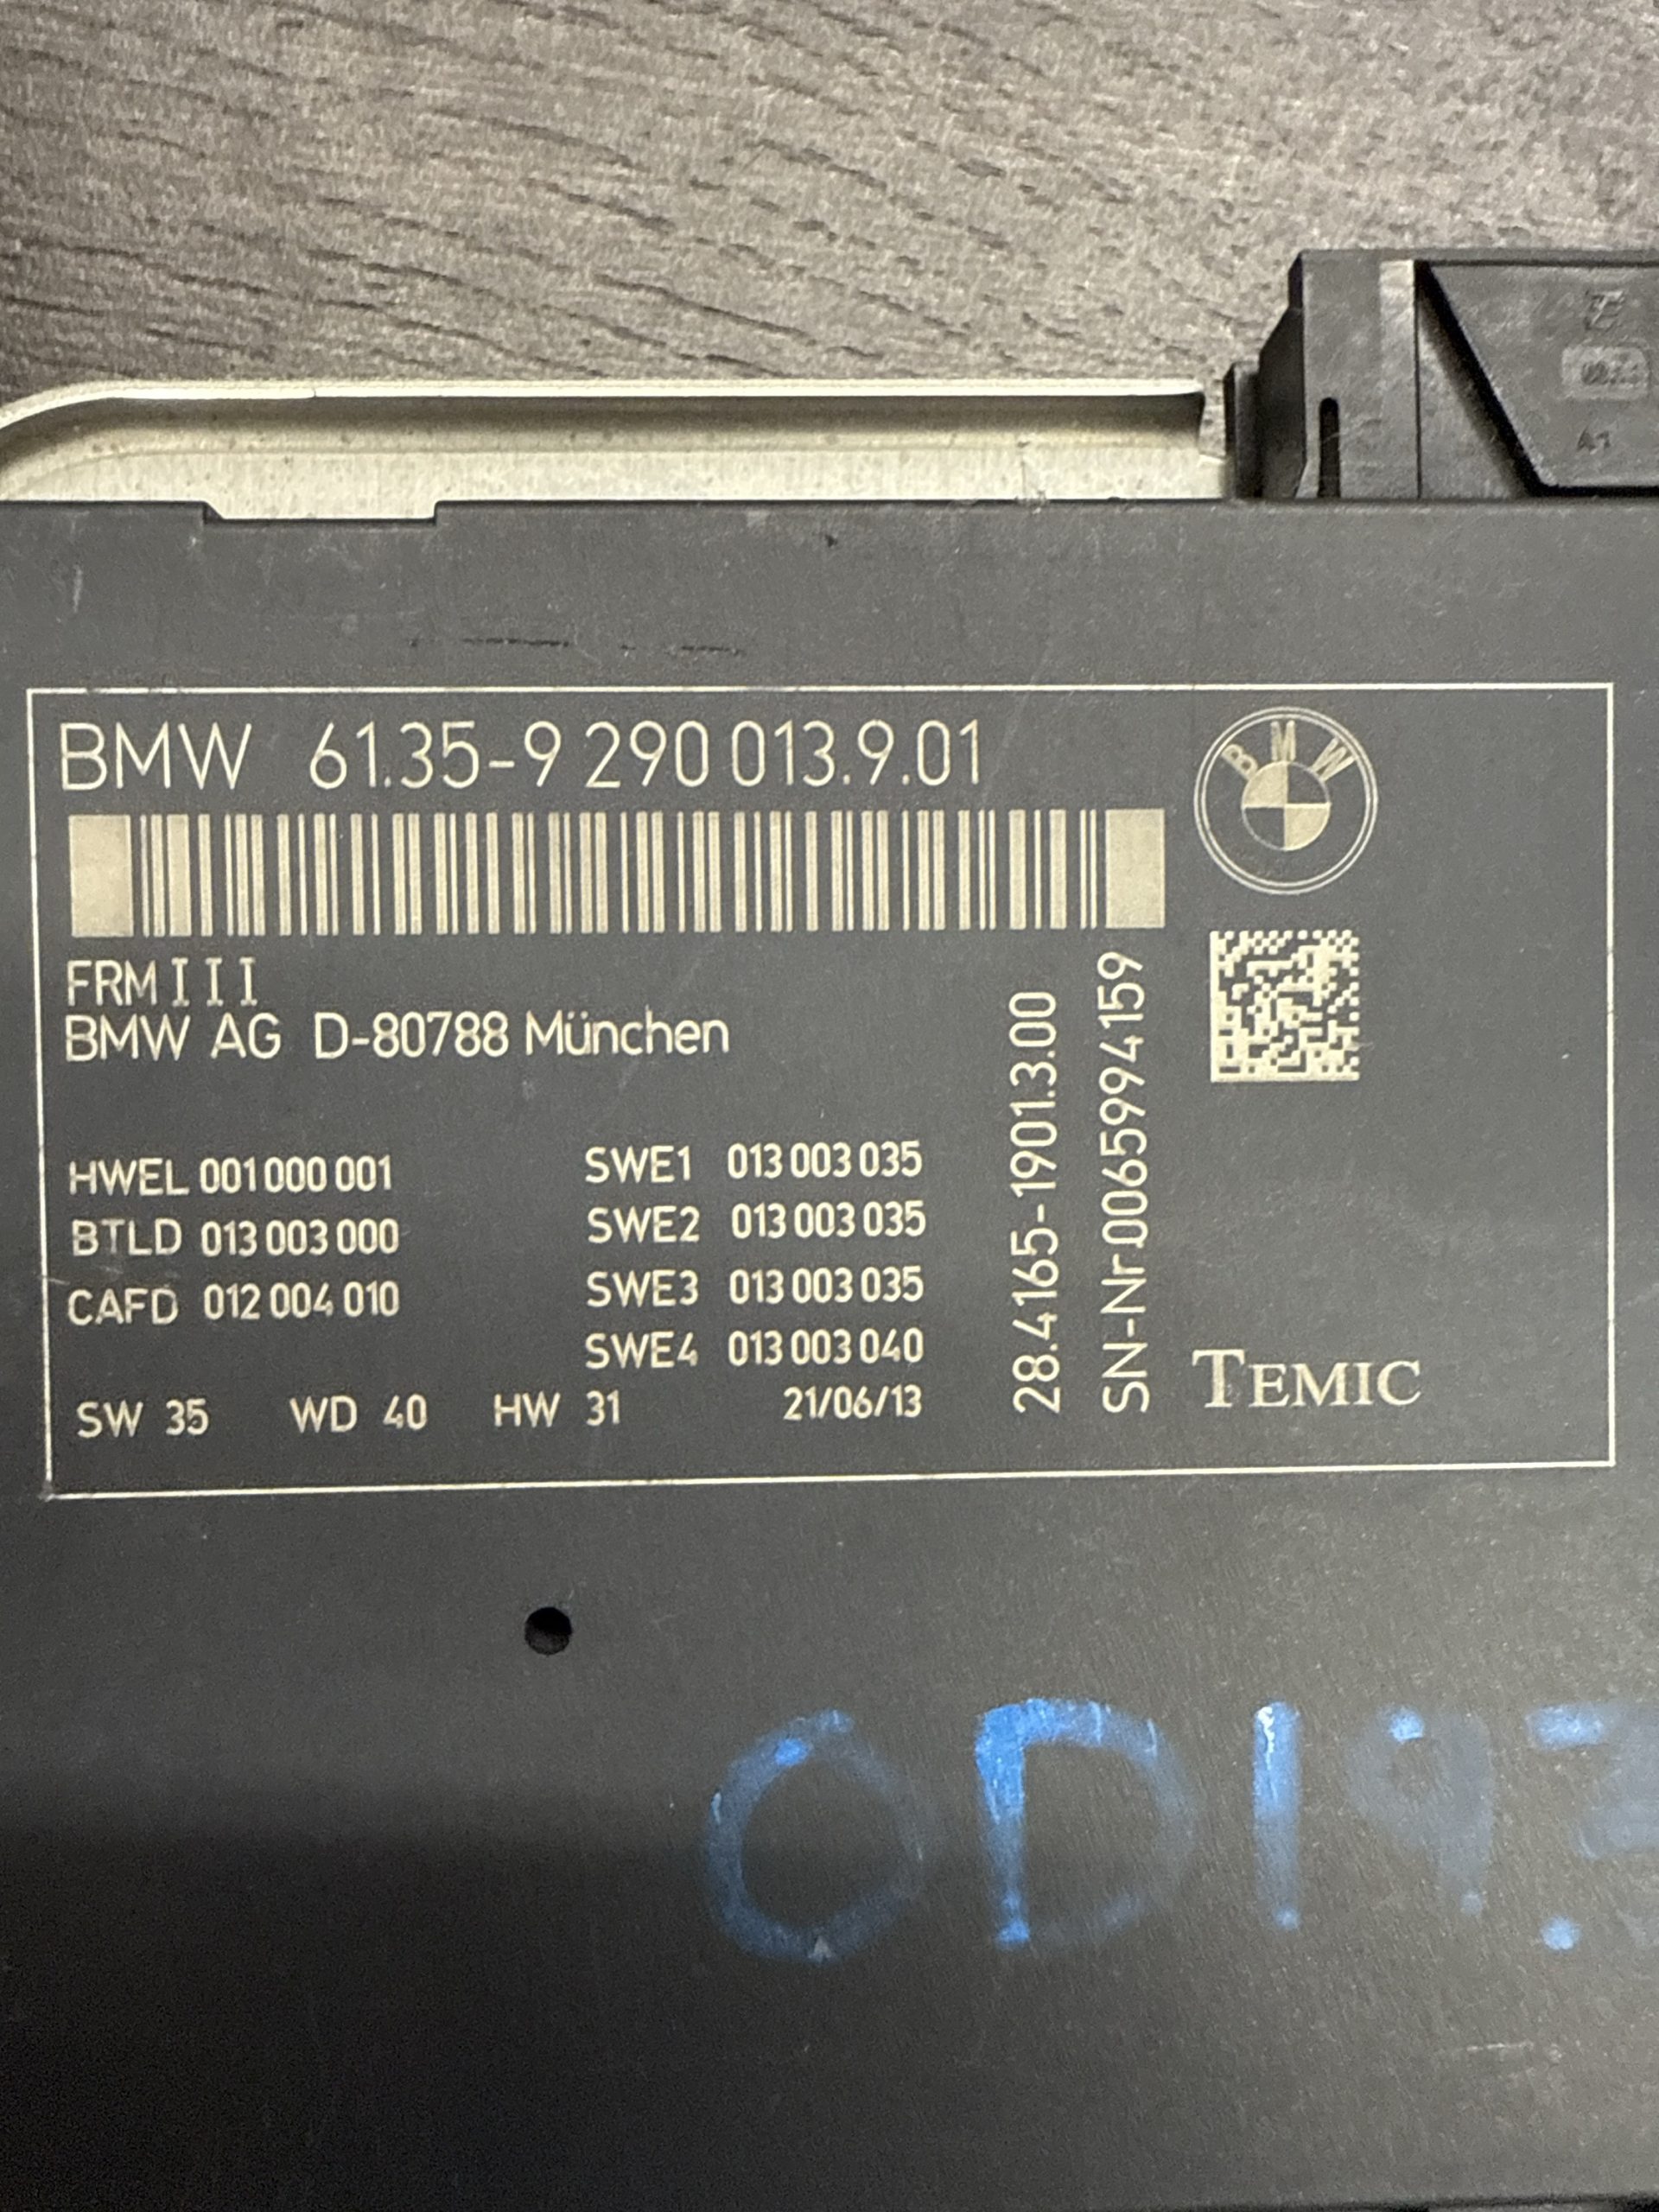 BMW 61.35-9 290 013.9.01
BMW
FRM III
BMW AG D-80788 München
HWEL 001 000 001
BTLD 013 003 000
CAFD 012 004 010
SWE1 013 003 035
SWE2 013 003 035
SWE3 013 003 035
SWE4 013 003 040
SW 35 WD 40 HW 31 21/06/13
28.4165-1901.3.00
SN-Nr.0065994159
TEMIC
OD19